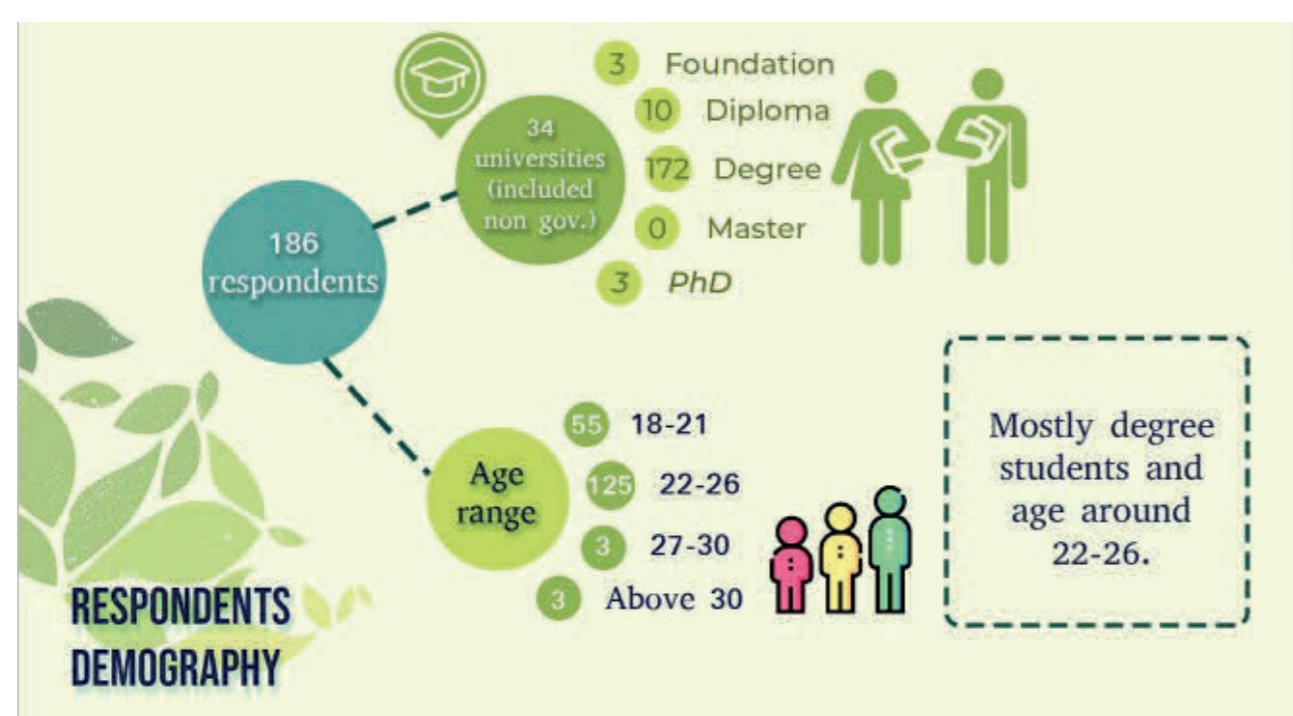 186
respondents
34
universities
(included
non gov.)
3 Foundation
10 Diploma
172 Degree
0 Master
3 PhD
Age
range
55 18-21
125 22-26
3 27-30
3 Above 30
Mostly degree
students and
age around
22-26.
RESPONDENTS
DEMOGRAPHY